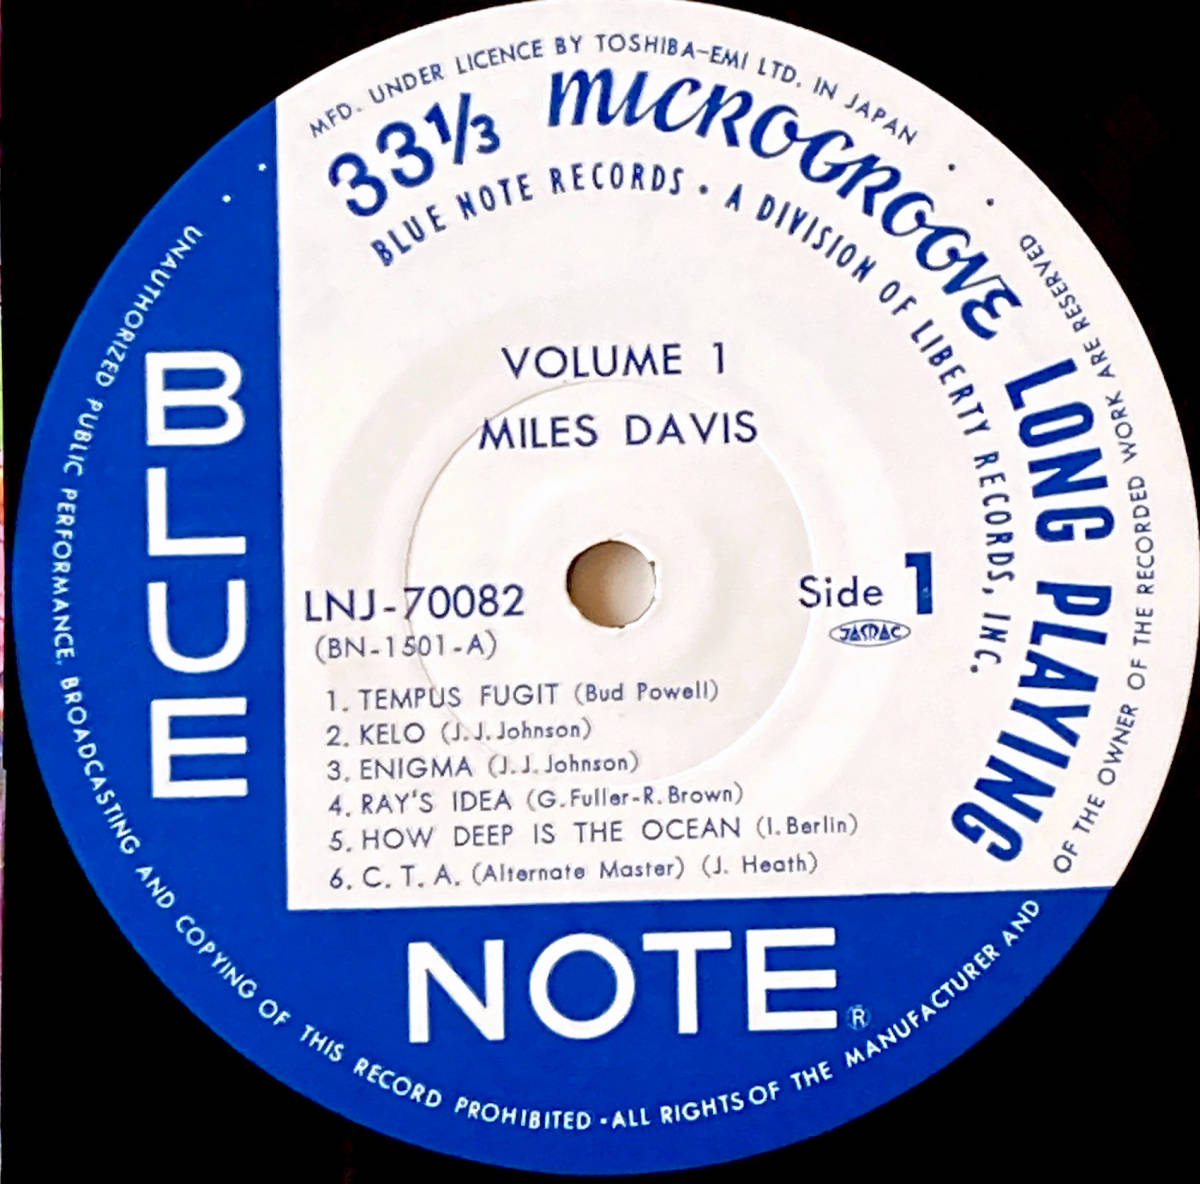 MFD. UNDER LICENCE BY TOSHIBA-EMI LTD. IN JAPAN
33⅓ MICROGROOVE LONG PLAYING
BLUE NOTE RECORDS • A DIVISION OF LIBERTY RECORDS, INC.
VOLUME 1
MILES DAVIS
LNJ-70082
(BN-1501-A)
Side 1
JASRAC
1. TEMPUS FUGIT (Bud Powell)
2. KELO (J.J.Johnson)
3. ENIGMA (J.J.Johnson)
4. RAY'S IDEA (G.Fuller-R.Brown)
5. HOW DEEP IS THE OCEAN (I.Berlin)
6. C. T. A. (Alternate Master) (J. Heath)
BLUE
NOTE ®
UNAUTHORIZED PUBLIC PERFORMANCE, BROADCASTING AND COPYING OF THIS RECORD PROHIBITED • ALL RIGHTS OF THE MANUFACTURER AND OF THE OWNER OF THE RECORDED WORK ARE RESERVED